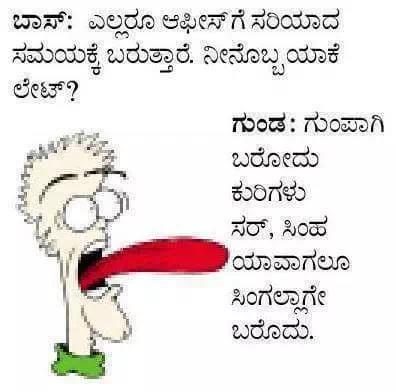 ಬಾಸ್: ಎಲ್ಲರೂ ಆಫೀಸ್‌ಗೆ ಸರಿಯಾದ
ಸಮಯಕ್ಕೆ ಬರುತ್ತಾರೆ. ನೀನೊಬ್ಬ ಯಾಕೆ
ಲೇಟ್?
ಗುಂಡ: ಗುಂಪಾಗಿ
ಬರೋದು
ಕುರಿಗಳು
ಸರ್, ಸಿಂಹ
ಯಾವಾಗಲೂ
ಸಿಂಗಲ್ಲಾಗೇ
ಬರೊದು.